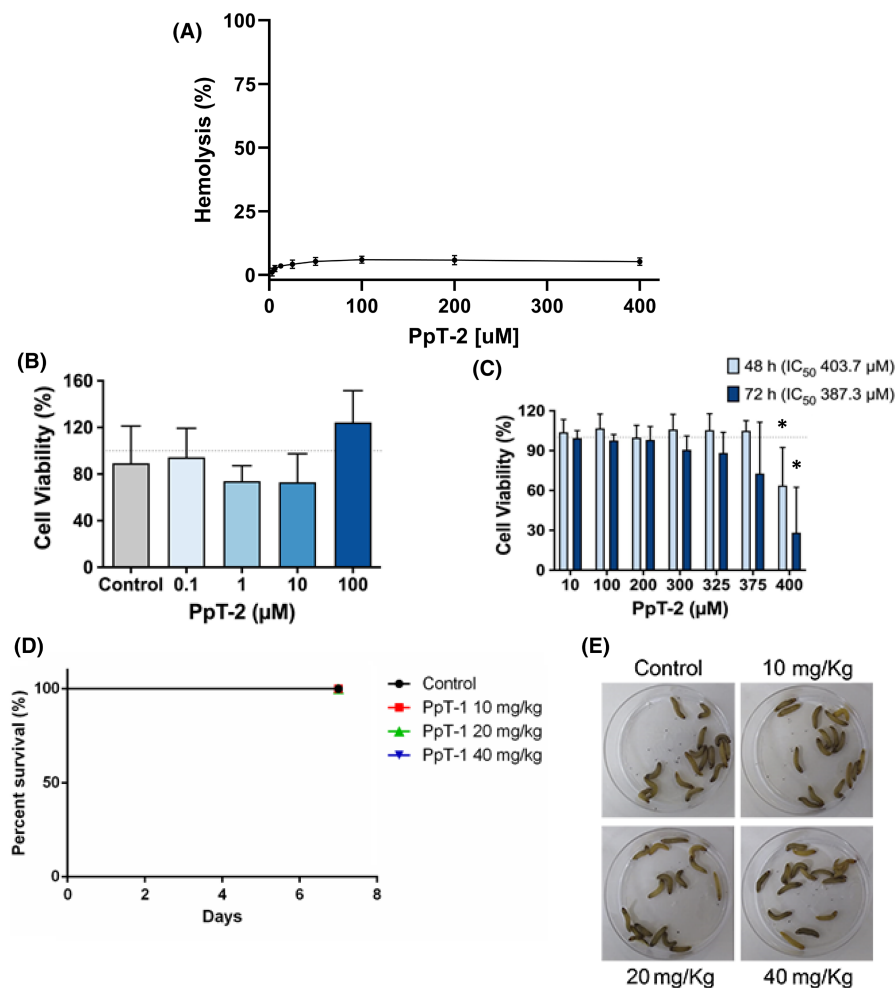 (A)
100
75
50
25
0
Hemolysis (%)
0 100 200 300 400
PpT-2 [uM]
(B)
160
120
80
40
0
Cell Viability (%)
Control 0.1 1 10 100
PpT-2 (µM)
(C)
48 h (IC50 403.7 µM)
72 h (IC50 387.3 µM)
120
90
60
30
0
Cell Viability (%)
* *
10 100 200 300 325 375 400
PpT-2 (µM)
(D)
100
50
0
Percent survival (%)
0 2 4 6 8
Days
Control
PpT-1 10 mg/kg
PpT-1 20 mg/kg
PpT-1 40 mg/kg
(E)
Control 10 mg/Kg
20 mg/Kg 40 mg/Kg